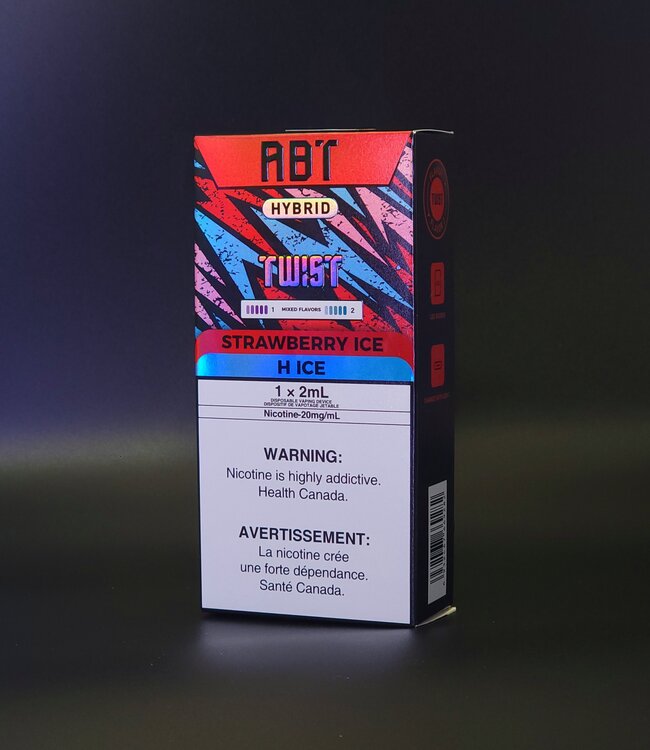 ABT
HYBRID
TWIST
1 MIXED FLAVORS 2
STRAWBERRY ICE
H ICE
1 x 2mL
DISPOSABLE VAPING DEVICE
DISPOSITIF DE VAPOTAGE JETABLE
Nicotine-20mg/mL
WARNING:
Nicotine is highly addictive.
Health Canada.
AVERTISSEMENT:
La nicotine crée
une forte dépendance.
Santé Canada.
TWIST